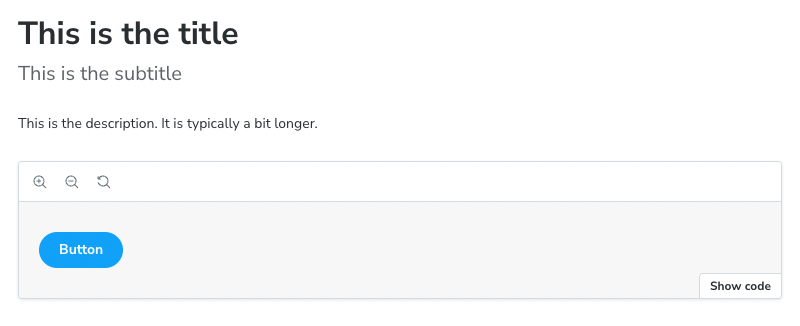 This is the title
This is the subtitle
This is the description. It is typically a bit longer.
Button
Show code